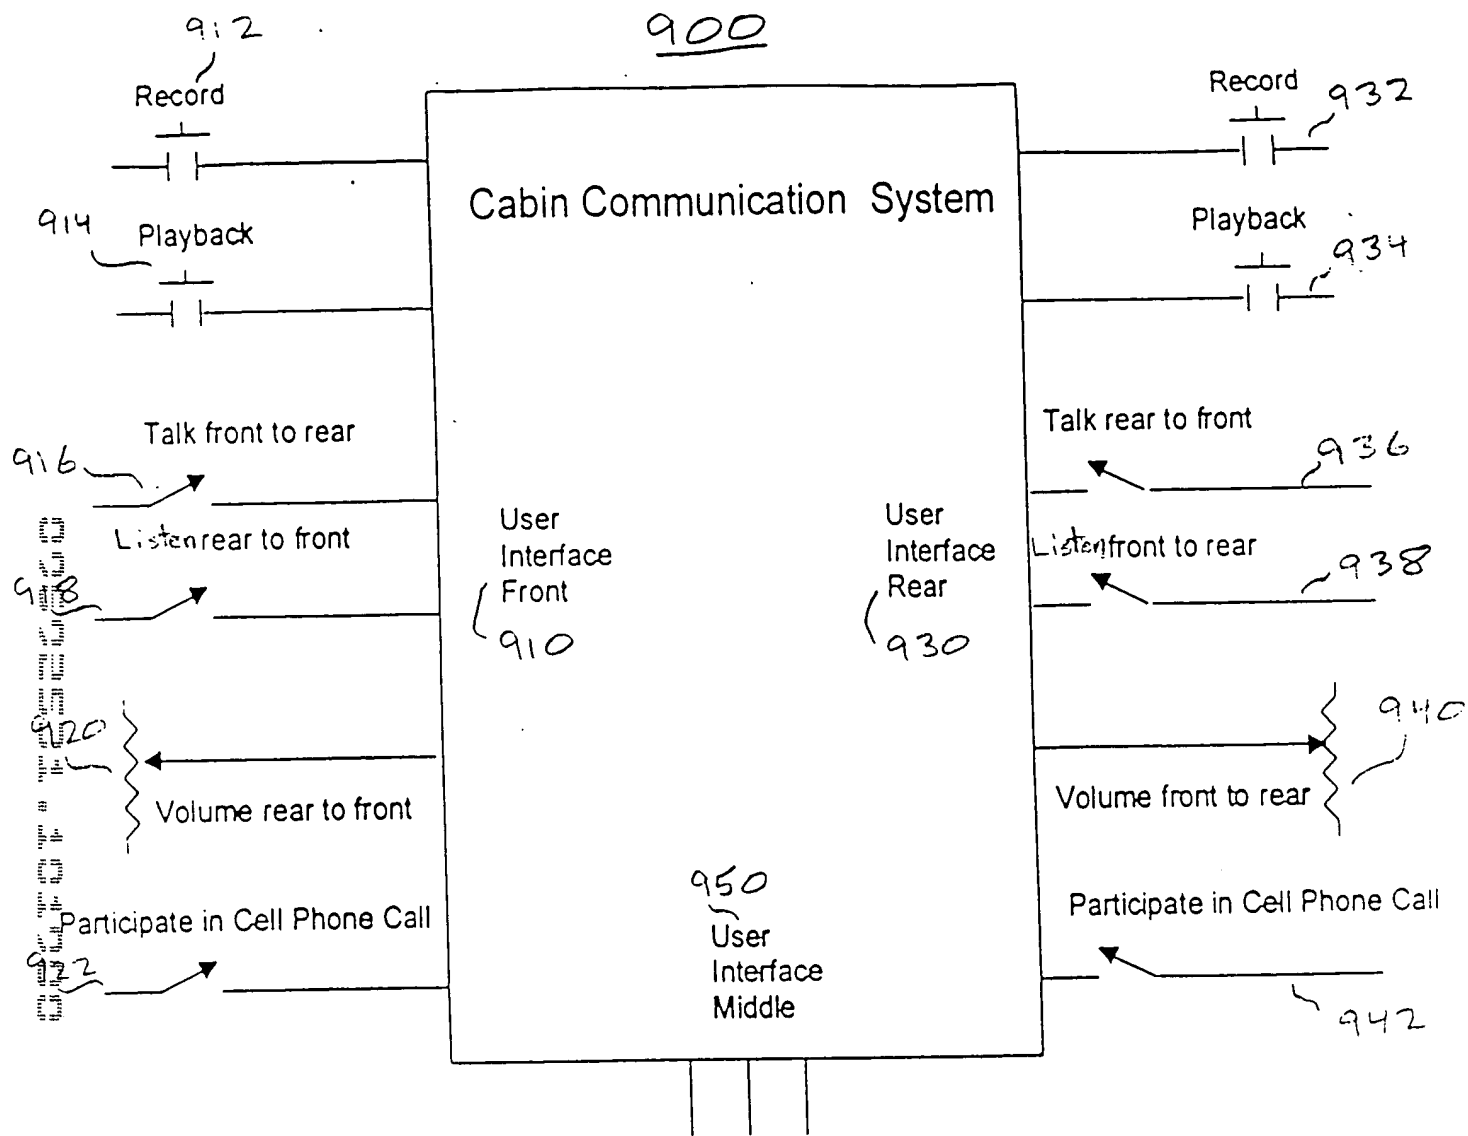 900
912
Record
914
Playback
Talk front to rear
916
Listen rear to front
918
920
Volume rear to front
Participate in Cell Phone Call
922
Cabin Communication System
User
Interface
Front
910
User
Interface
Rear
930
950
User
Interface
Middle
Record
932
Playback
934
Talk rear to front
936
Listen front to rear
938
940
Volume front to rear
Participate in Cell Phone Call
942